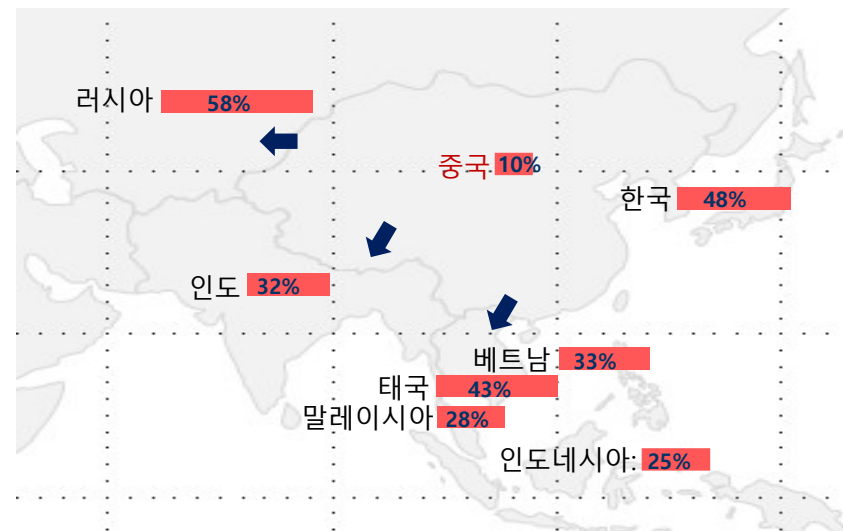 러시아 58%
중국 10%
한국 48%
인도 32%
베트남 33%
태국 43%
말레이시아 28%
인도네시아: 25%